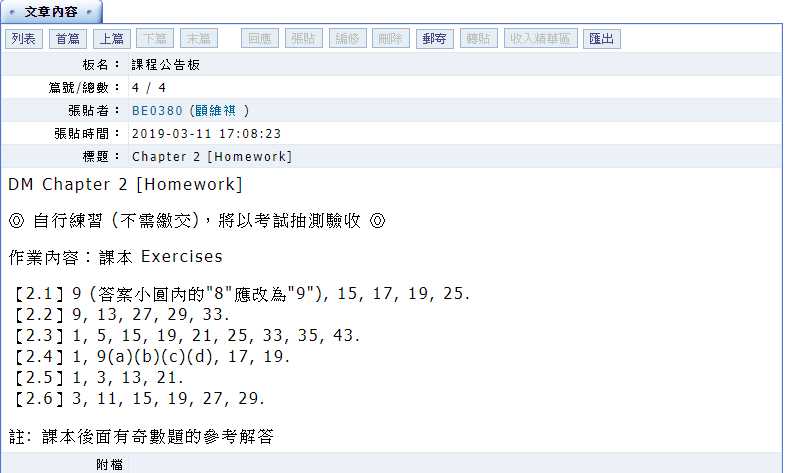 文章內容
列表 首篇 上篇 下篇 末篇 回應 張貼 編修 刪除 郵寄 轉貼 收入精華區 匯出
板名： 課程公告板
篇號/總數： 4 / 4
張貼者： BE0380 (顧維祺 )
張貼時間： 2019-03-11 17:08:23
標題： Chapter 2 [Homework]
DM Chapter 2 [Homework]
◎ 自行練習 (不需繳交)，將以考試抽測驗收 ◎
作業內容：課本 Exercises
【2.1】9 (答案小圓內的"8"應改為"9"), 15, 17, 19, 25.
【2.2】9, 13, 27, 29, 33.
【2.3】1, 5, 15, 19, 21, 25, 33, 35, 43.
【2.4】1, 9(a)(b)(c)(d), 17, 19.
【2.5】1, 3, 13, 21.
【2.6】3, 11, 15, 19, 27, 29.
註: 課本後面有奇數題的參考解答
附檔